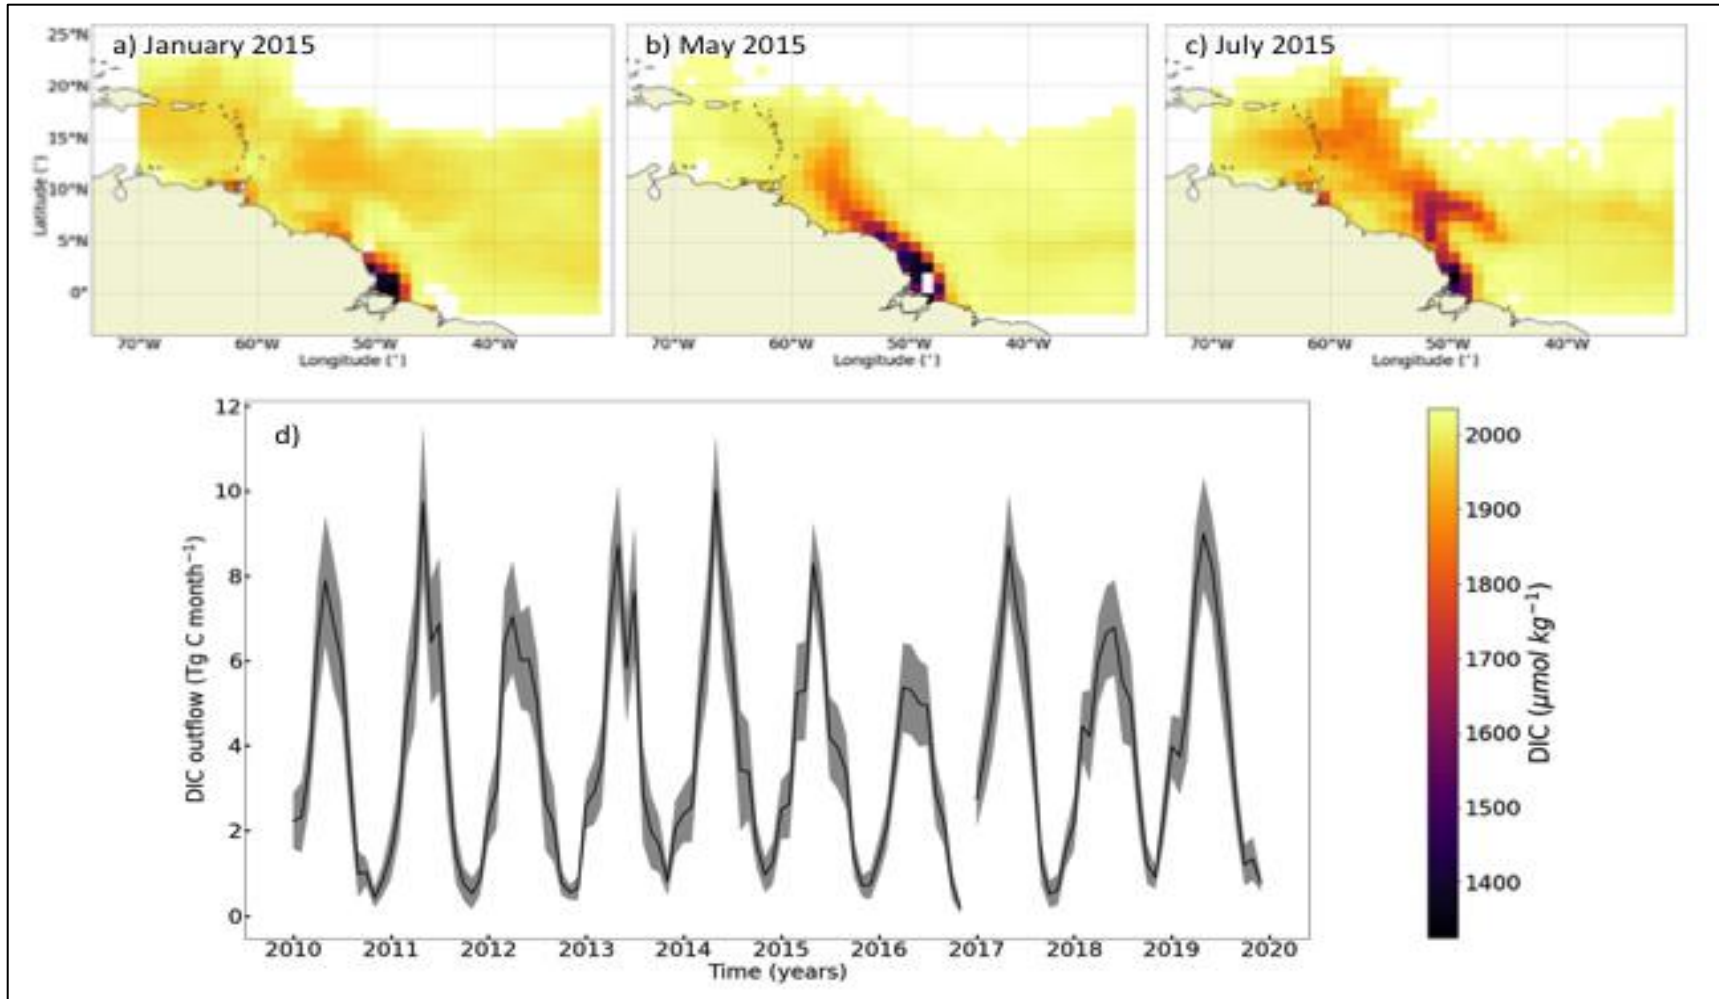 a) January 2015
b) May 2015
c) July 2015
25°N
20°N
15°N
10°N
5°N
0°
Latitude [°]
70°W 60°W 50°W 40°W
70°W 60°W 50°W 40°W
70°W 60°W 50°W 40°W
Longitude [°]
Longitude [°]
Longitude [°]
d)
12
10
8
6
4
2
0
DIC outflow (Tg C month⁻¹)
2010 2011 2012 2013 2014 2015 2016 2017 2018 2019 2020
Time (years)
2000
1900
1800
1700
1600
1500
1400
DIC (μmol kg⁻¹)